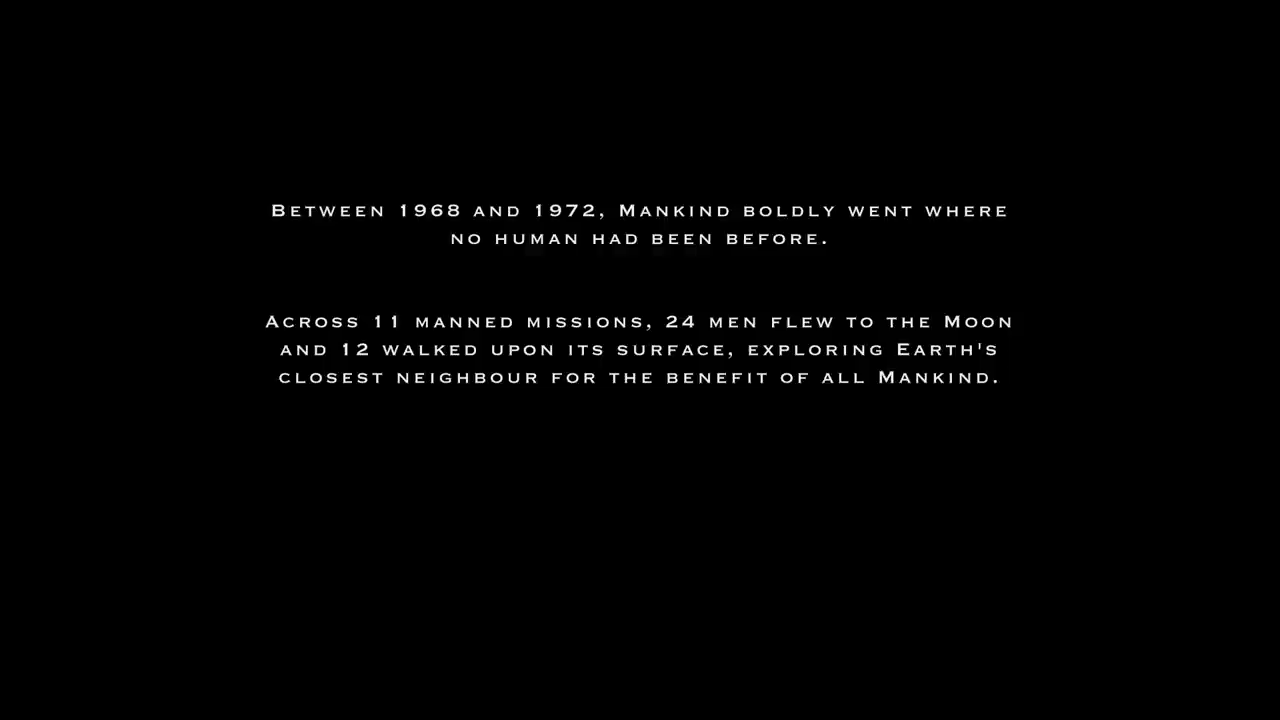 Between 1968 and 1972, Mankind boldly went where
no human had been before.
Across 11 manned missions, 24 men flew to the Moon
and 12 walked upon its surface, exploring Earth's
closest neighbour for the benefit of all Mankind.